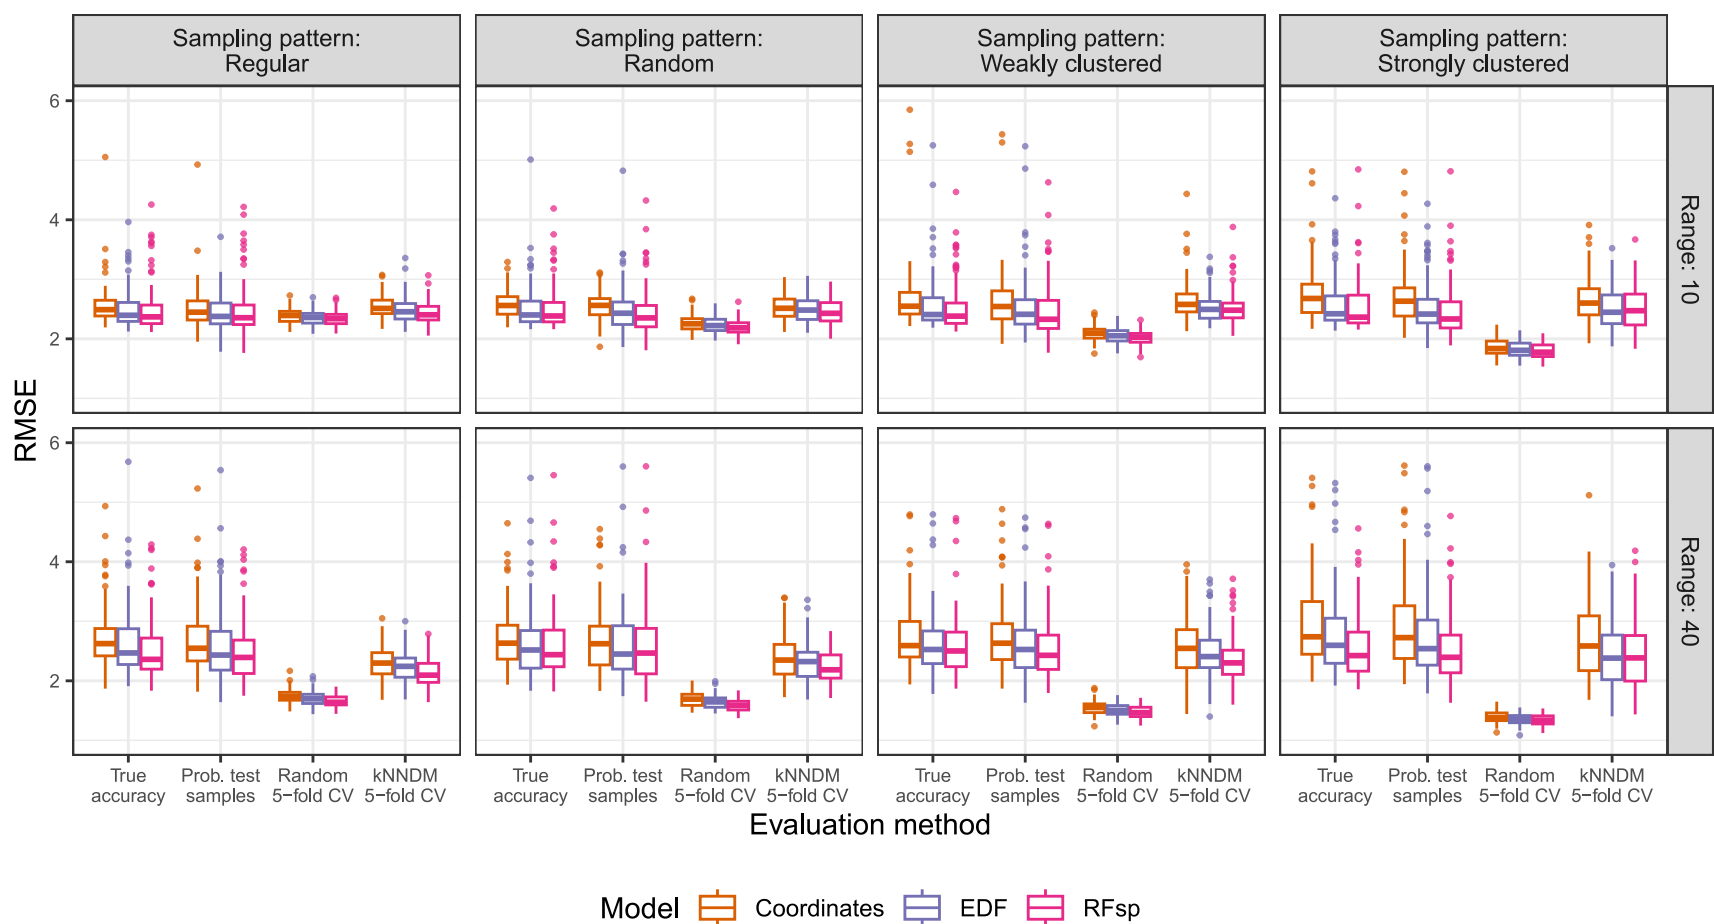 Sampling pattern:
Regular
Sampling pattern:
Random
Sampling pattern:
Weakly clustered
Sampling pattern:
Strongly clustered
6
4
2
Range: 10
RMSE
6
4
2
Range: 40
True
accuracy
Prob. test
samples
Random
5−fold CV
kNNDM
5−fold CV
True
accuracy
Prob. test
samples
Random
5−fold CV
kNNDM
5−fold CV
True
accuracy
Prob. test
samples
Random
5−fold CV
kNNDM
5−fold CV
True
accuracy
Prob. test
samples
Random
5−fold CV
kNNDM
5−fold CV
Evaluation method
Model Coordinates EDF RFsp